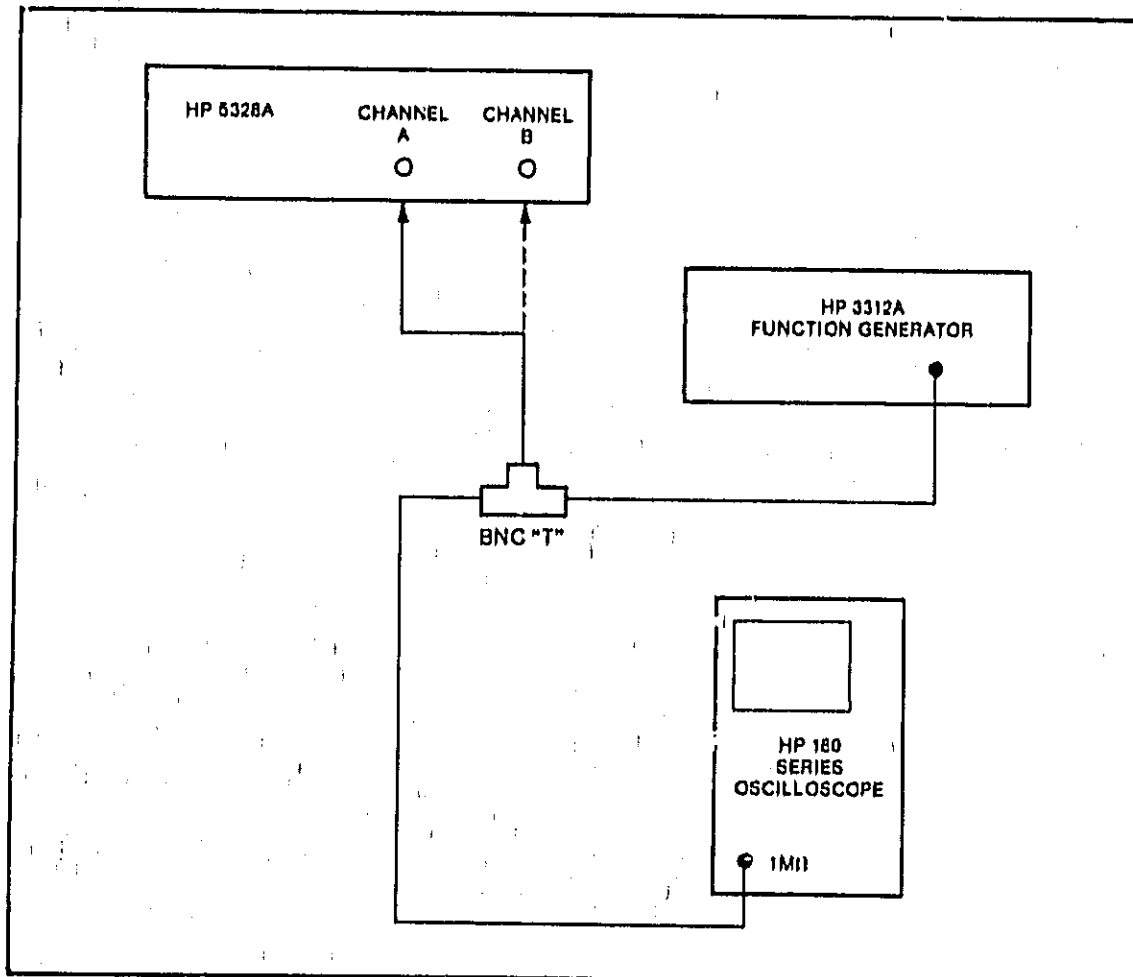 HP 5328A
CHANNEL
A
CHANNEL
B
HP 3312A
FUNCTION GENERATOR
BNC "T"
HP 180
SERIES
OSCILLOSCOPE
1MΩ